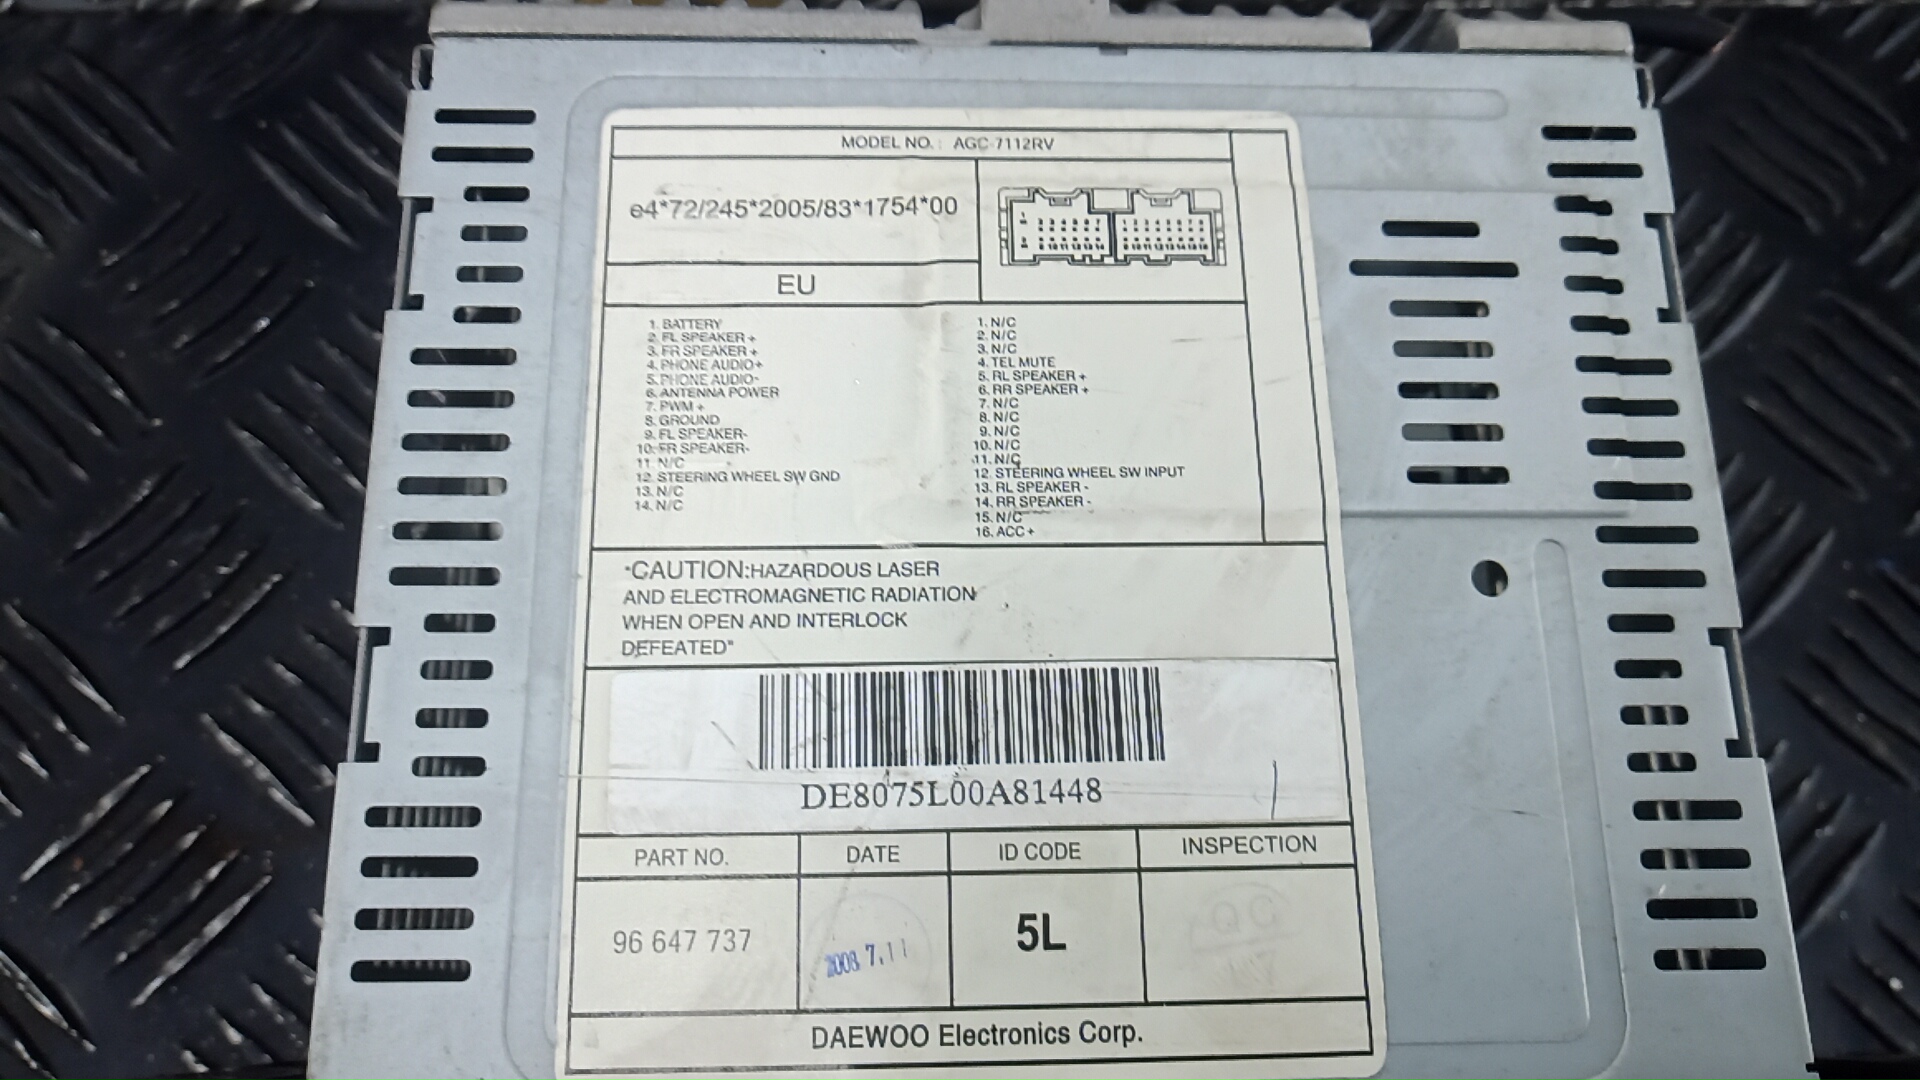 MODEL NO. : AGC-7112RV
e4*72/245*2005/83*1754*00
EU
1. BATTERY
2. FL SPEAKER +
3. FR SPEAKER +
4. PHONE AUDIO+
5. PHONE AUDIO-
6. ANTENNA POWER
7. PWM +
8. GROUND
9. FL SPEAKER-
10. FR SPEAKER-
11. N/C
12. STEERING WHEEL SW GND
13. N/C
14. N/C
1. N/C
2. N/C
3. N/C
4. TEL MUTE
5. RL SPEAKER +
6. RR SPEAKER +
7. N/C
8. N/C
9. N/C
10. N/C
11. N/C
12. STEERING WHEEL SW INPUT
13. RL SPEAKER -
14. RR SPEAKER -
15. N/C
16. ACC +
"CAUTION:HAZARDOUS LASER
AND ELECTROMAGNETIC RADIATION
WHEN OPEN AND INTERLOCK
DEFEATED"
DE8075L00A81448
PART NO. DATE ID CODE INSPECTION
96 647 737 2008.7.11 5L QC
DAEWOO Electronics Corp.